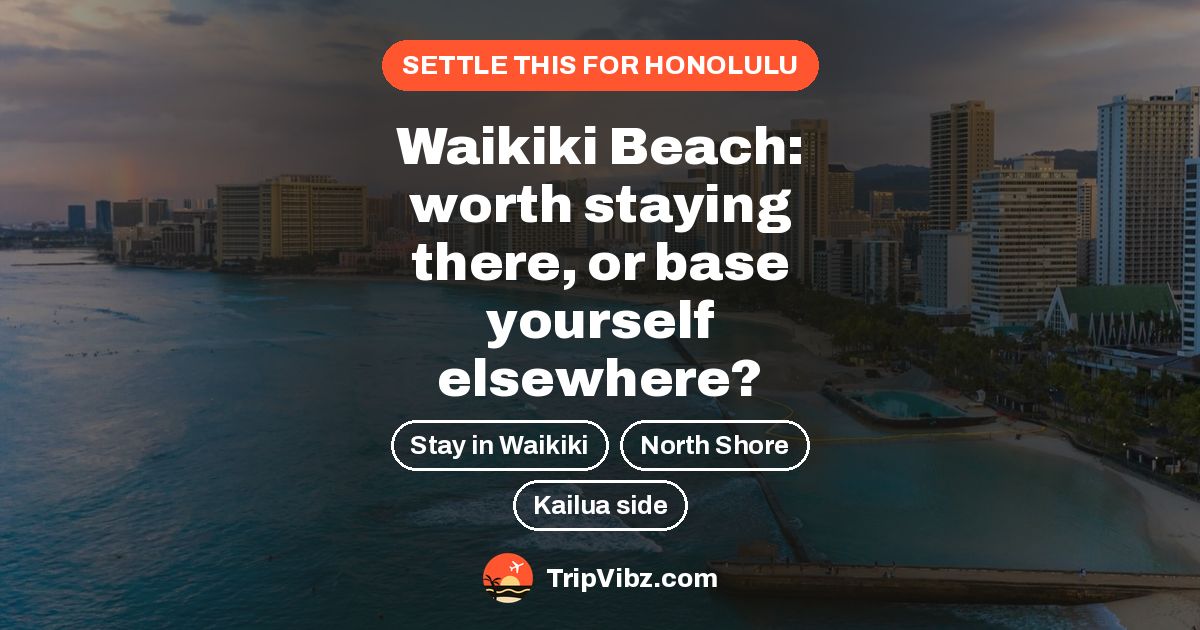 SETTLE THIS FOR HONOLULU
Waikiki Beach:
worth staying
there, or base
yourself
elsewhere?
Stay in Waikiki
North Shore
Kailua side
TripVibz.com